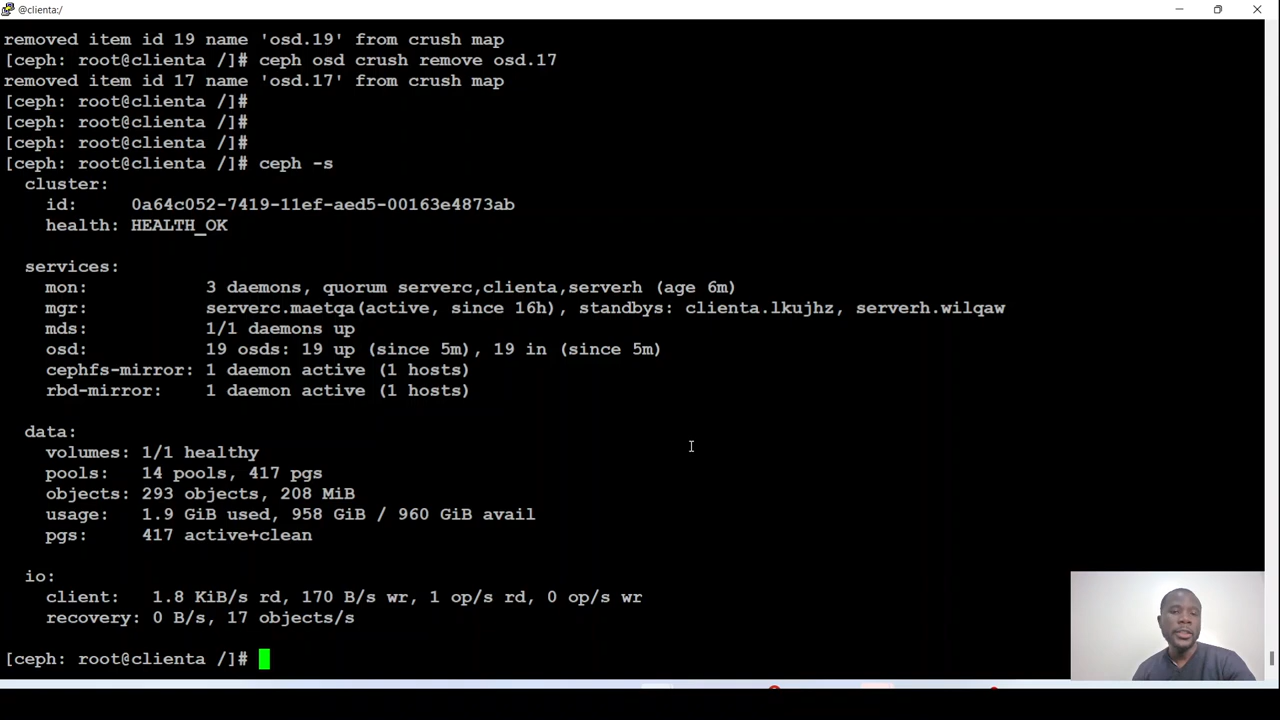 @clienta:/
removed item id 19 name 'osd.19' from crush map
[ceph: root@clienta /]# ceph osd crush remove osd.17
removed item id 17 name 'osd.17' from crush map
[ceph: root@clienta /]#
[ceph: root@clienta /]#
[ceph: root@clienta /]#
[ceph: root@clienta /]# ceph -s
cluster:
id: 0a64c052-7419-11ef-aed5-00163e4873ab
health: HEALTH_OK
services:
mon: 3 daemons, quorum serverc,clienta,serverh (age 6m)
mgr: serverc.maetqa(active, since 16h), standbys: clienta.lkujhz, serverh.wilqaw
mds: 1/1 daemons up
osd: 19 osds: 19 up (since 5m), 19 in (since 5m)
cephfs-mirror: 1 daemon active (1 hosts)
rbd-mirror: 1 daemon active (1 hosts)
data:
volumes: 1/1 healthy
pools: 14 pools, 417 pgs
objects: 293 objects, 208 MiB
usage: 1.9 GiB used, 958 GiB / 960 GiB avail
pgs: 417 active+clean
io:
client: 1.8 KiB/s rd, 170 B/s wr, 1 op/s rd, 0 op/s wr
recovery: 0 B/s, 17 objects/s
[ceph: root@clienta /]#